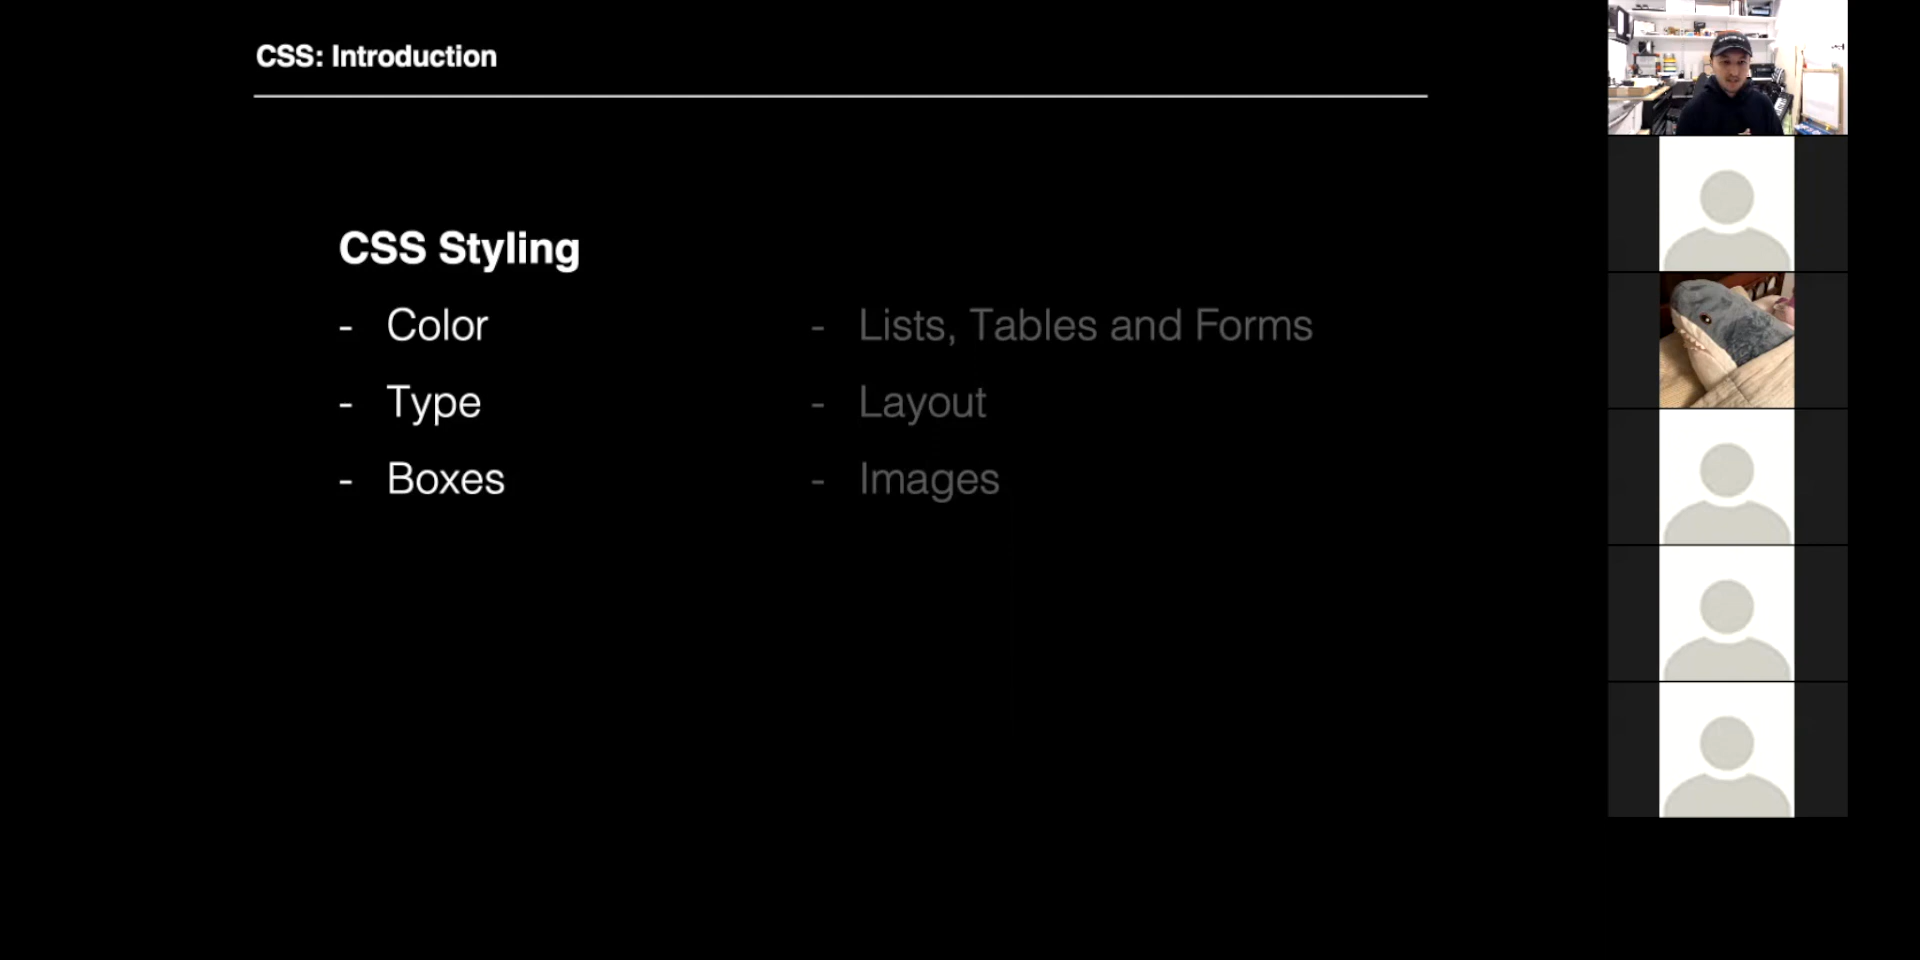 CSS: Introduction
CSS Styling
- Color
- Type
- Boxes
- Lists, Tables and Forms
- Layout
- Images